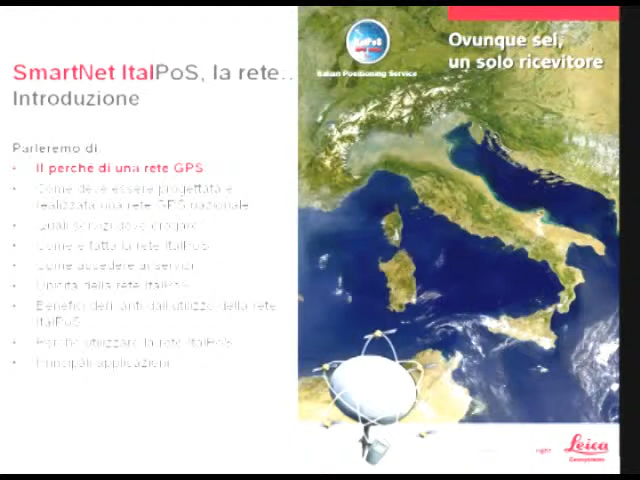 SmartNet ItalPoS, la rete...
Introduzione
Parleremo di:
Il perche di una rete GPS
Come deve essere progettata e
realizzata una rete GPS nazionale
Quali servizi deve
Come è fatta la rete ItalPoS
Come accedere ai servizi
Unicità della rete ItalPoS
Benefici derivanti dall'utilizzo della rete
ItalPoS
Perché utilizzare la rete ItalPoS
Principali applicazioni
ItalPoS
Italian Positioning Service
Ovunque sei,
un solo ricevitore
Leica
Geosystems